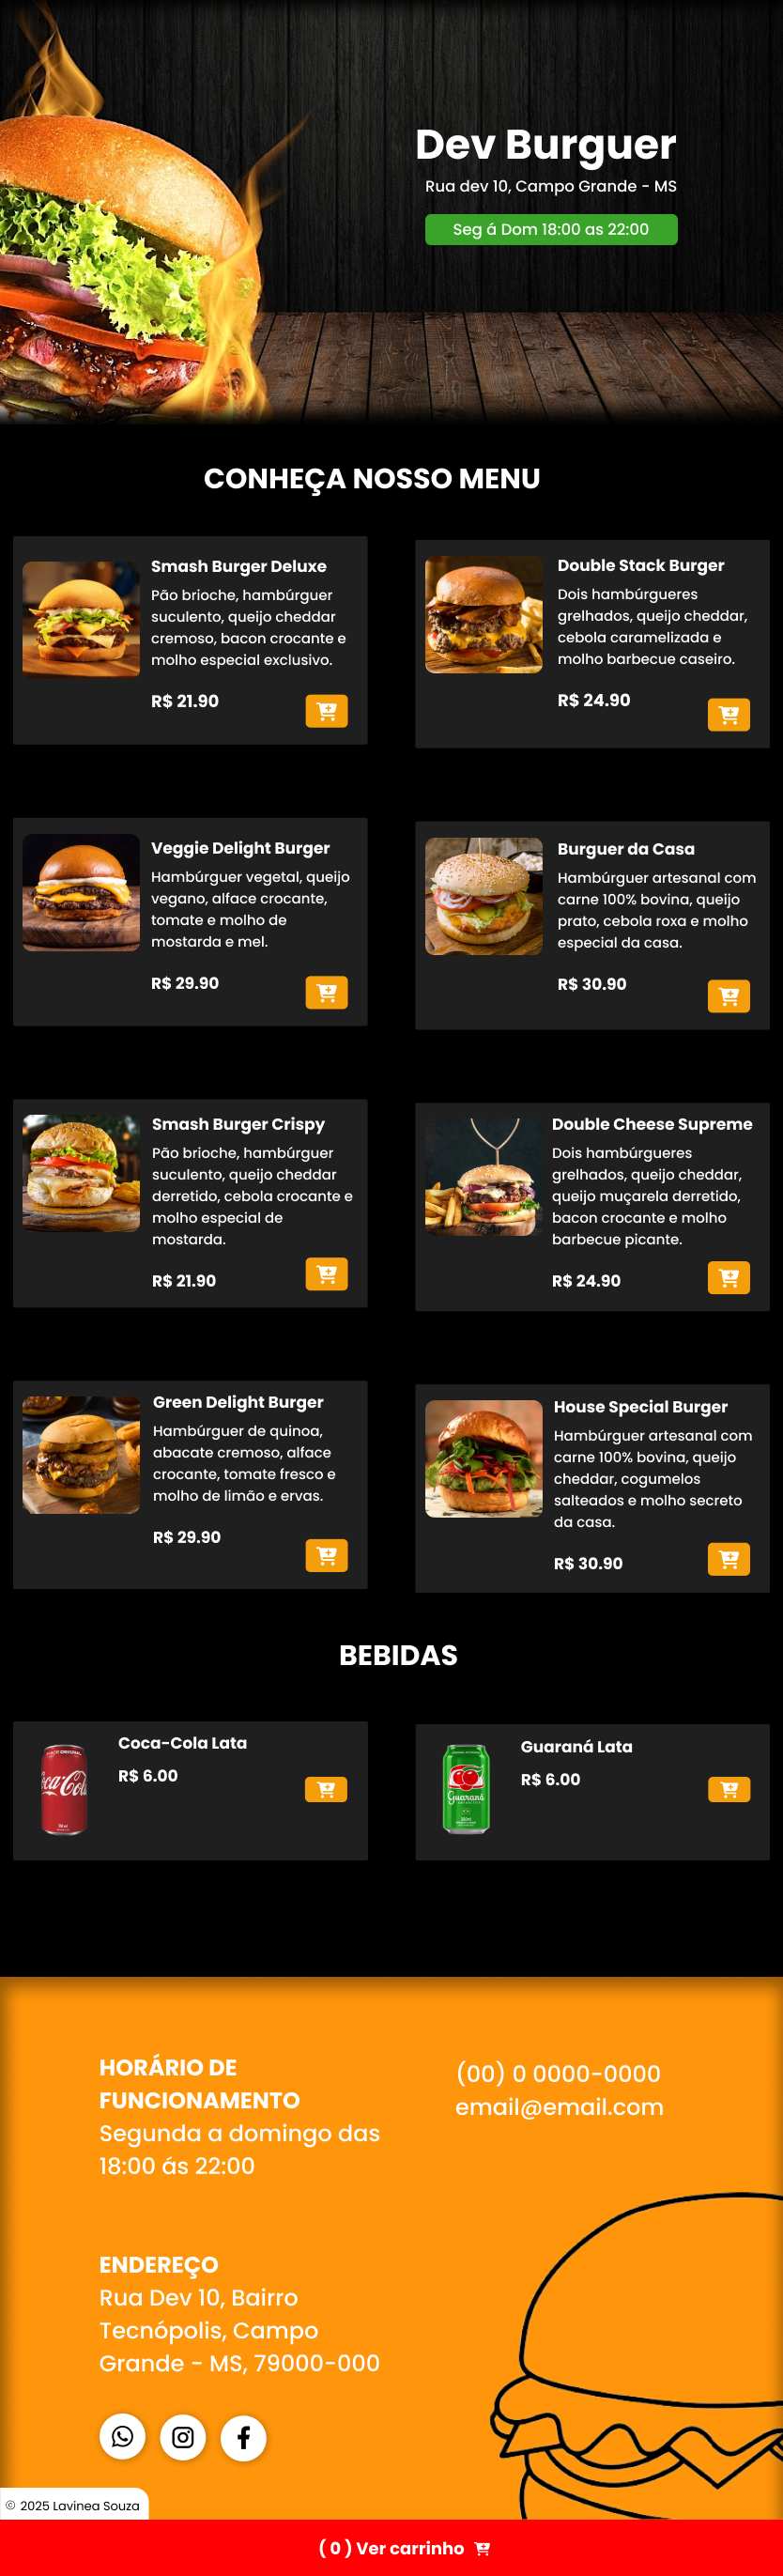 Dev Burguer
Rua dev 10, Campo Grande - MS
Seg á Dom 18:00 as 22:00
CONHEÇA NOSSO MENU
Smash Burger Deluxe
Pão brioche, hambúrguer
suculento, queijo cheddar
cremoso, bacon crocante e
molho especial exclusivo.
R$ 21.90
Double Stack Burger
Dois hambúrgueres
grelhados, queijo cheddar,
cebola caramelizada e
molho barbecue caseiro.
R$ 24.90
Veggie Delight Burger
Hambúrguer vegetal, queijo
vegano, alface crocante,
tomate e molho de
mostarda e mel.
R$ 29.90
Burguer da Casa
Hambúrguer artesanal com
carne 100% bovina, queijo
prato, cebola roxa e molho
especial da casa.
R$ 30.90
Smash Burger Crispy
Pão brioche, hambúrguer
suculento, queijo cheddar
derretido, cebola crocante e
molho especial de
mostarda.
R$ 21.90
Double Cheese Supreme
Dois hambúrgueres
grelhados, queijo cheddar,
queijo muçarela derretido,
bacon crocante e molho
barbecue picante.
R$ 24.90
Green Delight Burger
Hambúrguer de quinoa,
abacate cremoso, alface
crocante, tomate fresco e
molho de limão e ervas.
R$ 29.90
House Special Burger
Hambúrguer artesanal com
carne 100% bovina, queijo
cheddar, cogumelos
salteados e molho secreto
da casa.
R$ 30.90
BEBIDAS
Coca-Cola
Coca-Cola Lata
R$ 6.00
Guaraná
Guaraná Lata
R$ 6.00
HORÁRIO DE
FUNCIONAMENTO
Segunda a domingo das
18:00 ás 22:00
(00) 0 0000-0000
email@email.com
ENDEREÇO
Rua Dev 10, Bairro
Tecnópolis, Campo
Grande - MS, 79000-000
© 2025 Lavinea Souza
( 0 ) Ver carrinho